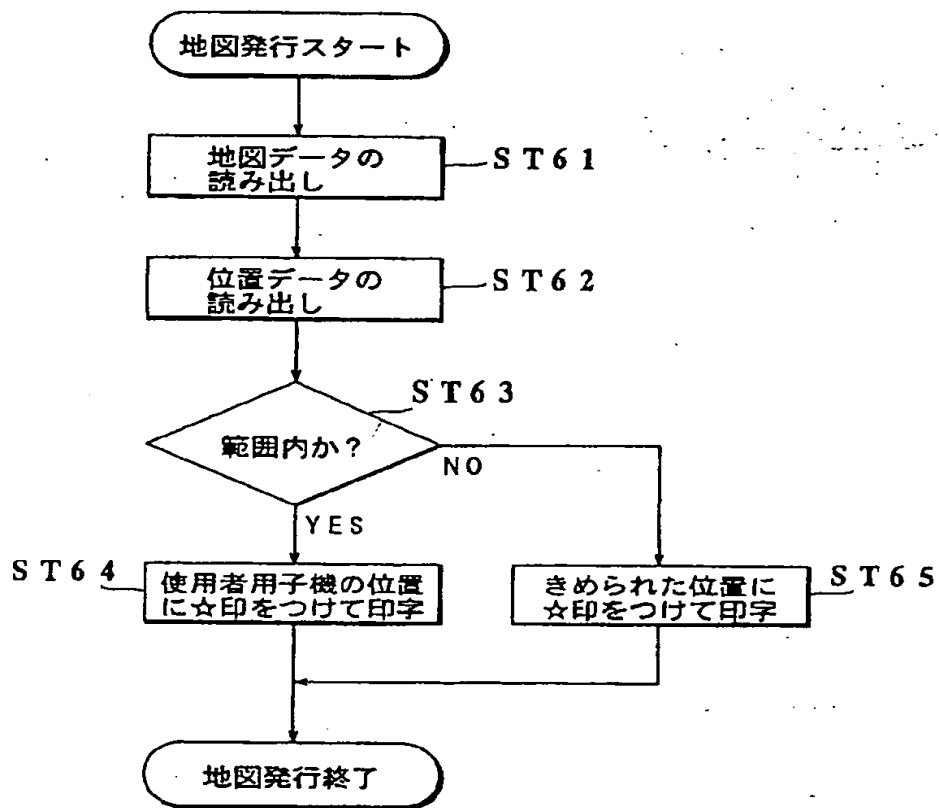 地図発行スタート
地図データの
読み出し
ST61
位置データの
読み出し
ST62
ST63
範囲内か?
NO
YES
ST64
使用者用子機の位置
に☆印をつけて印字
きめられた位置に
☆印をつけて印字
ST65
地図発行終了